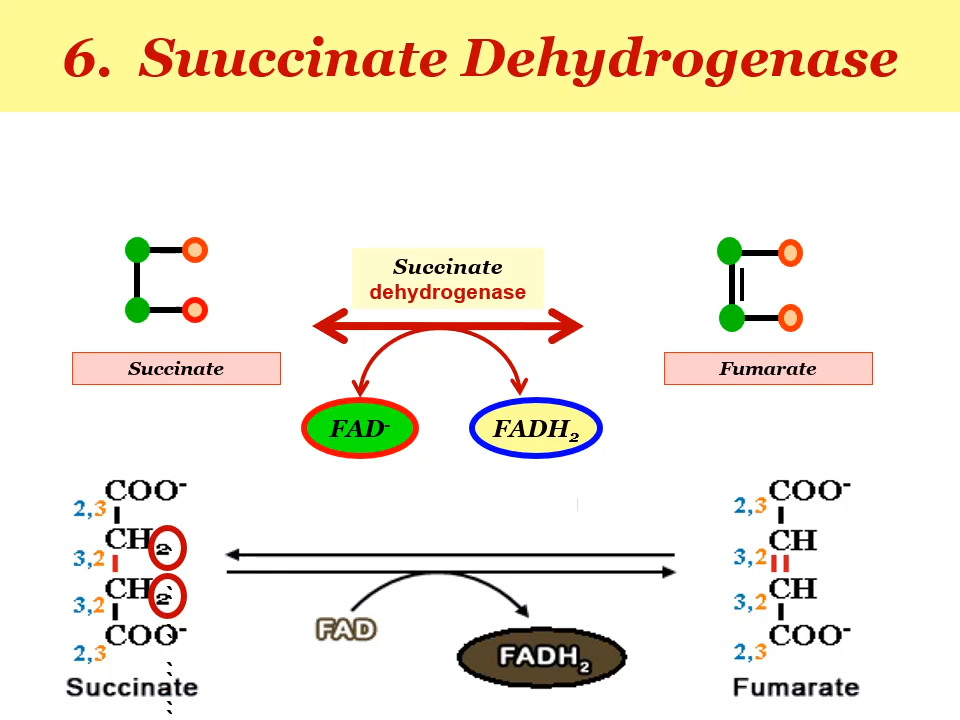 6. Suuccinate Dehydrogenase
Succinate
dehydrogenase
Succinate
Fumarate
FAD-
FADH2
COO-
2,3
CH2
3,2
CH2
3,2
COO-
2,3
Succinate
FAD
FADH2
COO-
2,3
CH
3,2
CH
3,2
COO-
2,3
Fumarate